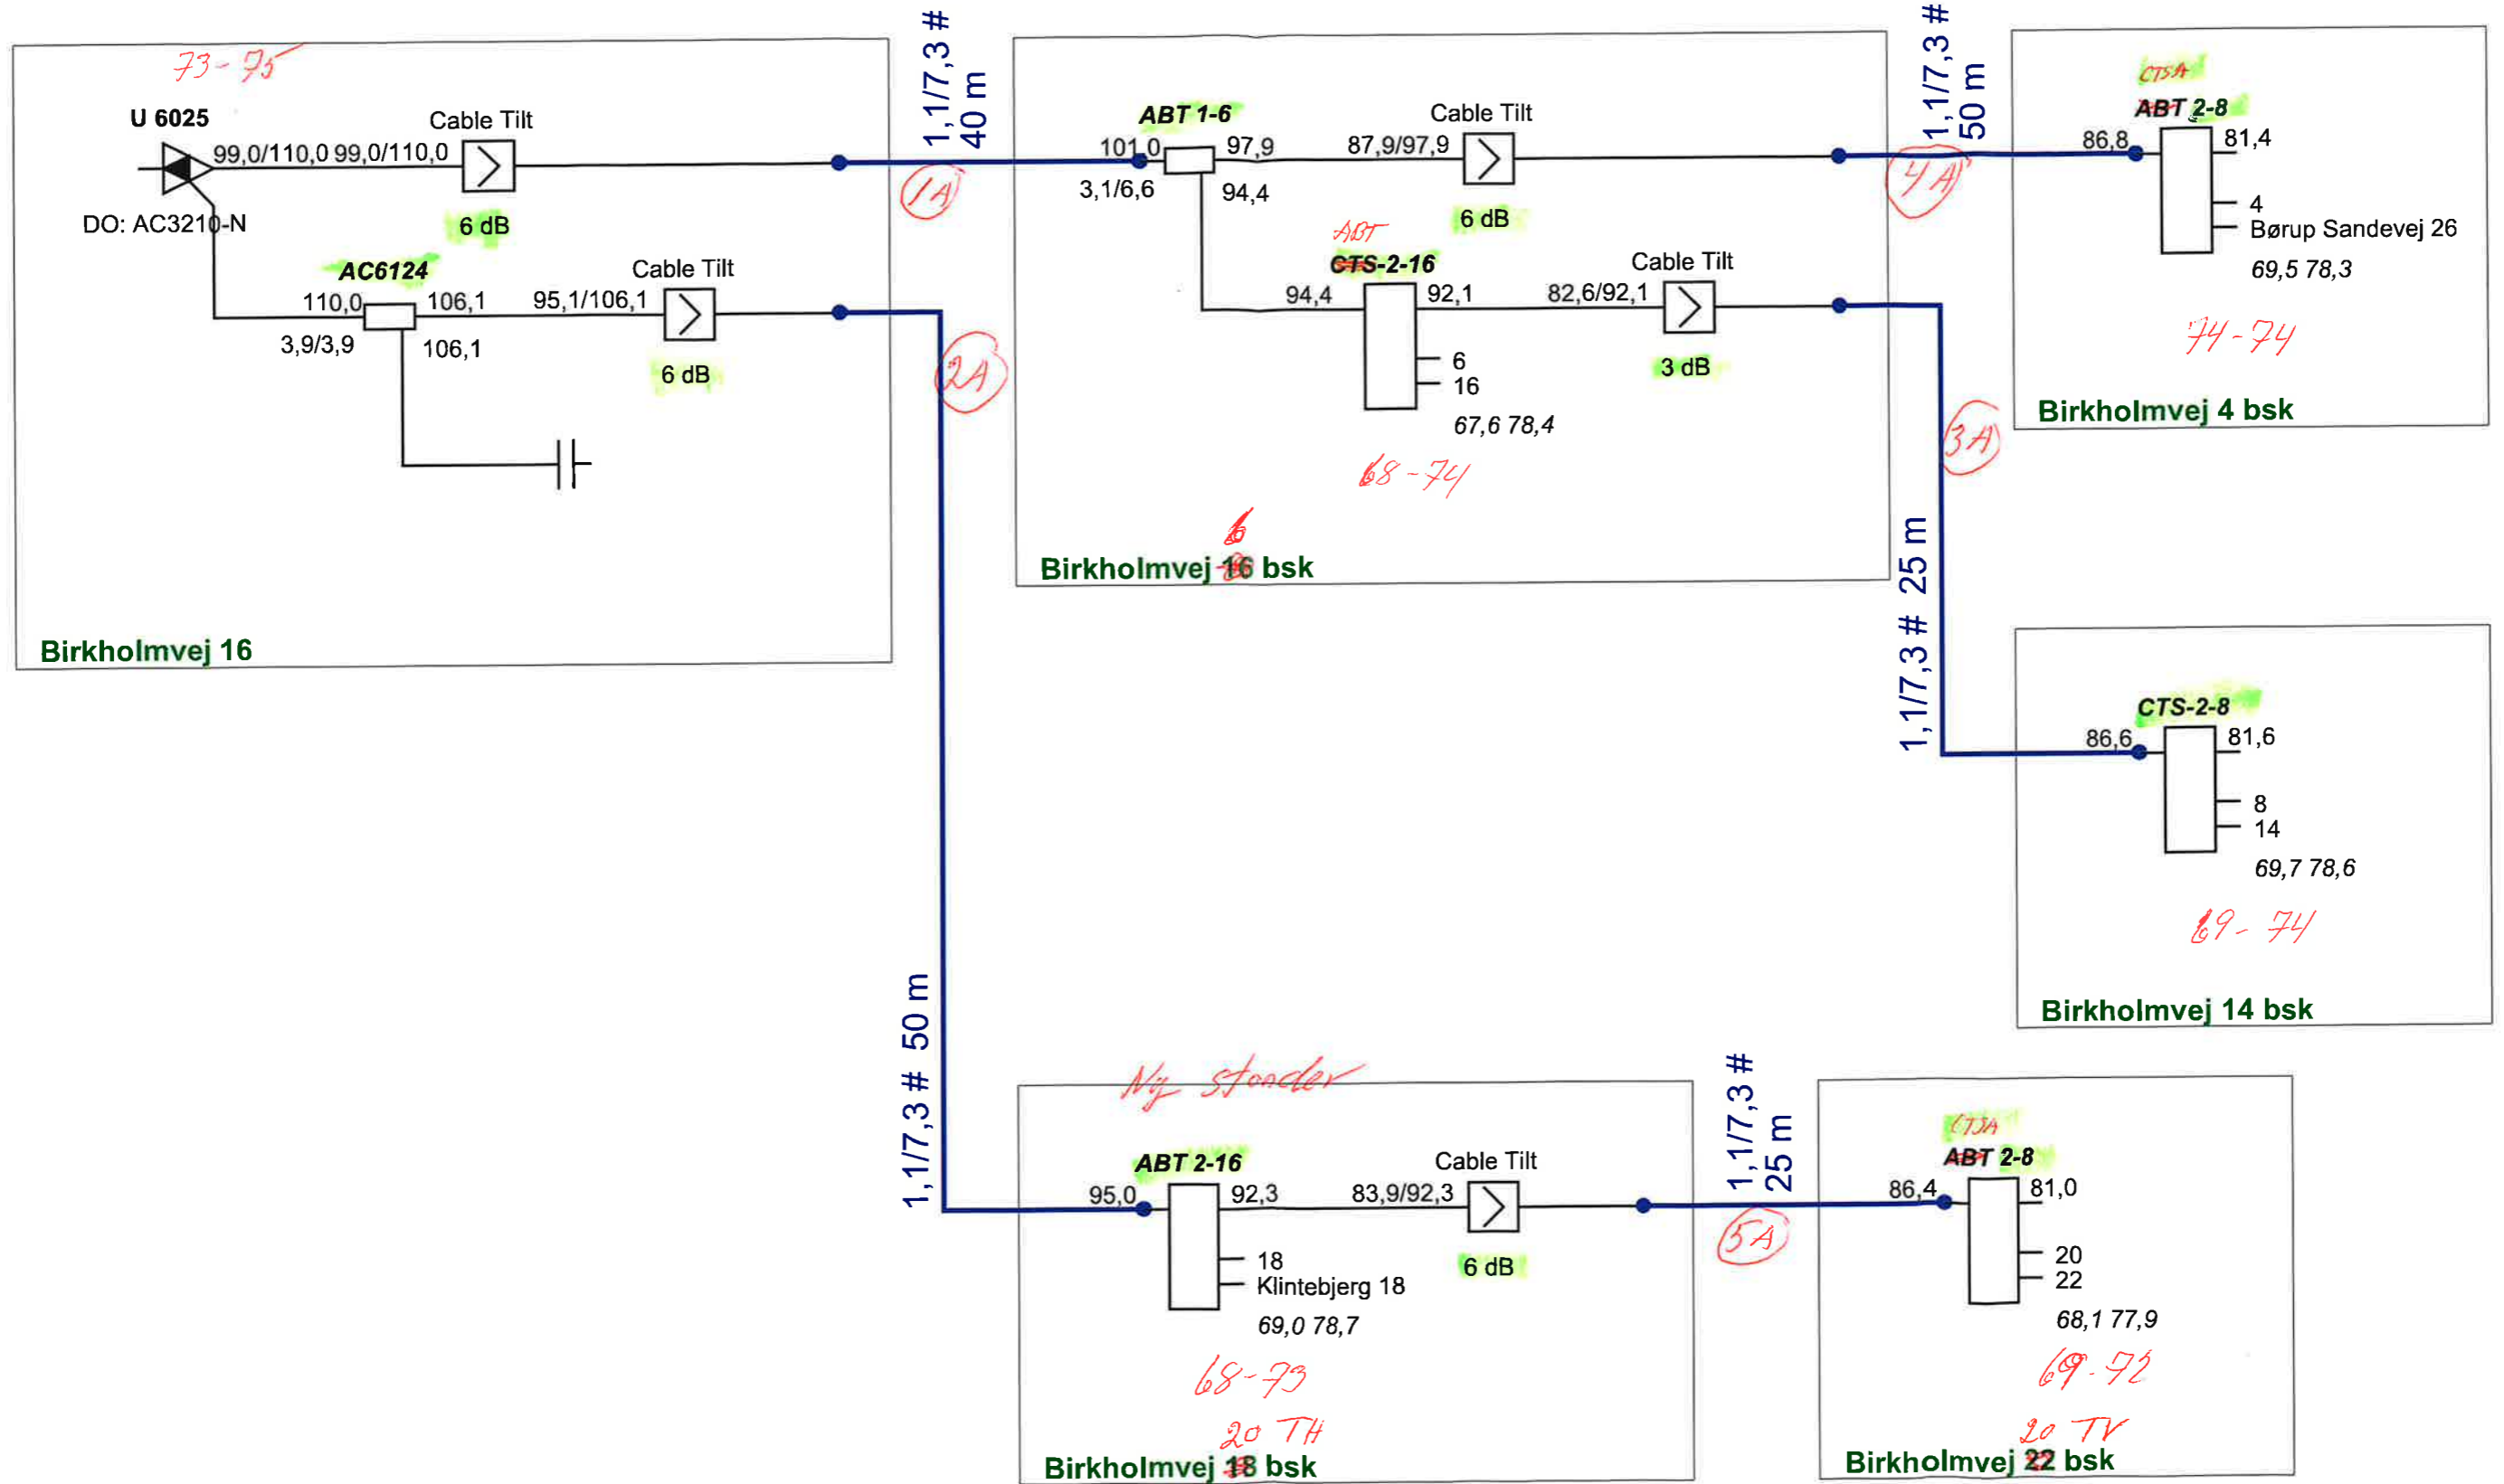 73-75
U 6025
99,0/110,0 99,0/110,0
Cable Tilt
6 dB
DO: AC3210-N
AC6124
110,0
106,1
95,1/106,1
Cable Tilt
3,9/3,9
106,1
6 dB
Birkholmvej 16
1,1/7,3 #
40 m
1A
2A
ABT 1-6
101,0
97,9
87,9/97,9
Cable Tilt
3,1/6,6
94,4
6 dB
ABT
CTS-2-16
94,4
92,1
82,6/92,1
Cable Tilt
6
16
3 dB
67,6 78,4
68-74
6
Birkholmvej 16 bsk
1,1/7,3 #
50 m
4A
CTSA
ABT 2-8
86,8
81,4
4
Børup Sandevej 26
69,5 78,3
74-74
Birkholmvej 4 bsk
3A
1,1/7,3 # 25 m
CTS-2-8
86,6
81,6
8
14
69,7 78,6
69-74
Birkholmvej 14 bsk
1,1/7,3 # 50 m
Ny stander
ABT 2-16
95,0
92,3
83,9/92,3
Cable Tilt
18
Klintebjerg 18
6 dB
69,0 78,7
68-73
20 TH
Birkholmvej 18 bsk
1,1/7,3 #
25 m
5A
CTSA
ABT 2-8
86,4
81,0
20
22
68,1 77,9
69-72
20 TV
Birkholmvej 22 bsk